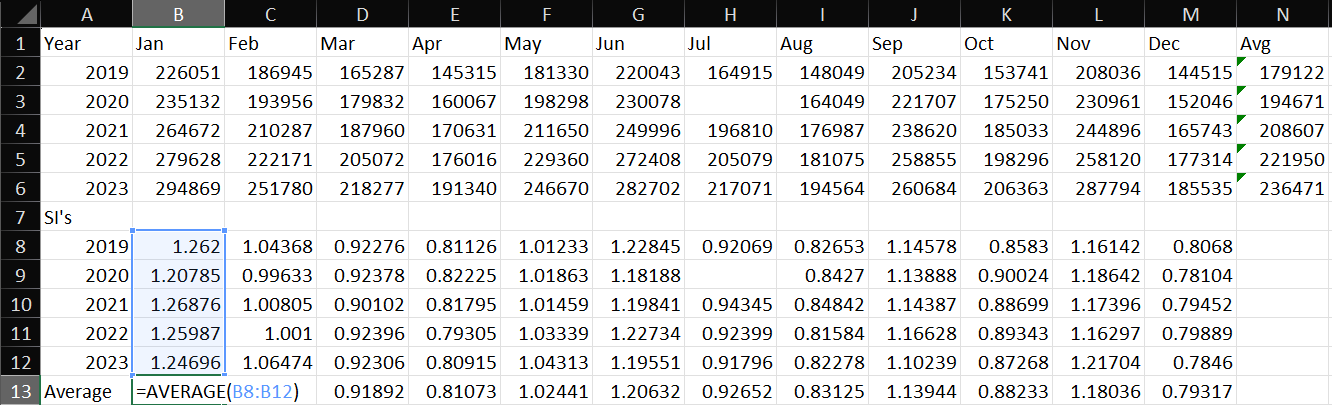 A B C D E F G H I J K L M N
1 Year Jan Feb Mar Apr May Jun Jul Aug Sep Oct Nov Dec Avg
2 2019 226051 186945 165287 145315 181330 220043 164915 148049 205234 153741 208036 144515 179122
3 2020 235132 193956 179832 160067 198298 230078 164049 221707 175250 230961 152046 194671
4 2021 264672 210287 187960 170631 211650 249996 196810 176987 238620 185033 244896 165743 208607
5 2022 279628 222171 205072 176016 229360 272408 205079 181075 258855 198296 258120 177314 221950
6 2023 294869 251780 218277 191340 246670 282702 217071 194564 260684 206363 287794 185535 236471
7 SI's
8 2019 1.262 1.04368 0.92276 0.81126 1.01233 1.22845 0.92069 0.82653 1.14578 0.8583 1.16142 0.8068
9 2020 1.20785 0.99633 0.92378 0.82225 1.01863 1.18188 0.8427 1.13888 0.90024 1.18642 0.78104
10 2021 1.26876 1.00805 0.90102 0.81795 1.01459 1.19841 0.94345 0.84842 1.14387 0.88699 1.17396 0.79452
11 2022 1.25987 1.001 0.92396 0.79305 1.03339 1.22734 0.92399 0.81584 1.16628 0.89343 1.16297 0.79889
12 2023 1.24696 1.06474 0.92306 0.80915 1.04313 1.19551 0.91796 0.82278 1.10239 0.87268 1.21704 0.7846
13 Average =AVERAGE(B8:B12) 0.91892 0.81073 1.02441 1.20632 0.92652 0.83125 1.13944 0.88233 1.18036 0.79317